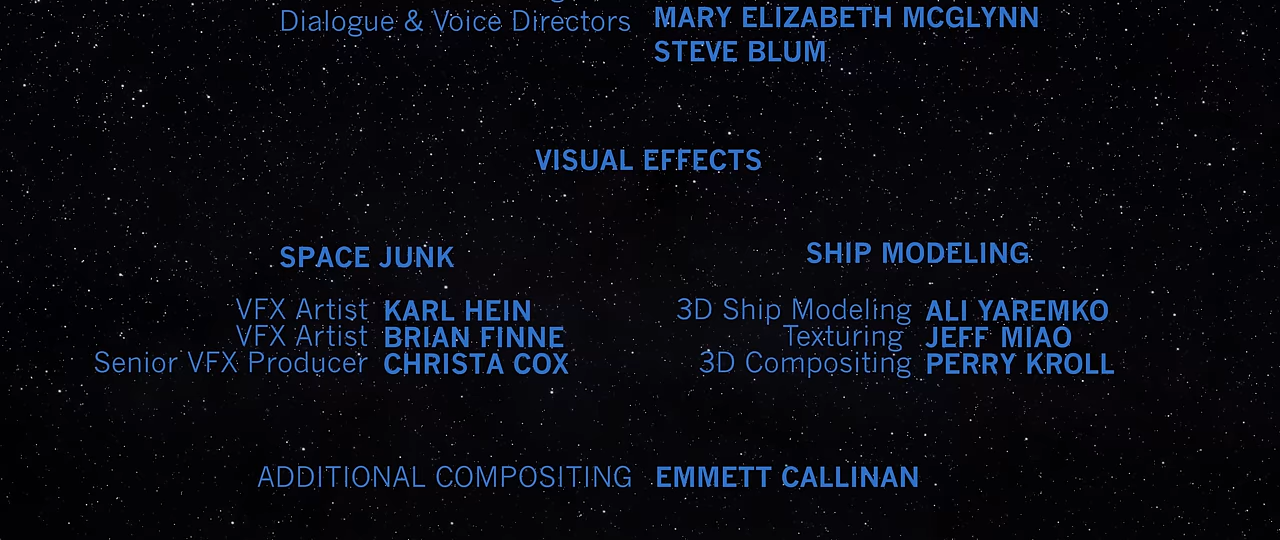 Dialogue & Voice Directors MARY ELIZABETH MCGLYNN
STEVE BLUM
VISUAL EFFECTS
SPACE JUNK
VFX Artist KARL HEIN
VFX Artist BRIAN FINNE
Senior VFX Producer CHRISTA COX
SHIP MODELING
3D Ship Modeling ALI YAREMKO
Texturing JEFF MIAO
3D Compositing PERRY KROLL
ADDITIONAL COMPOSITING EMMETT CALLINAN